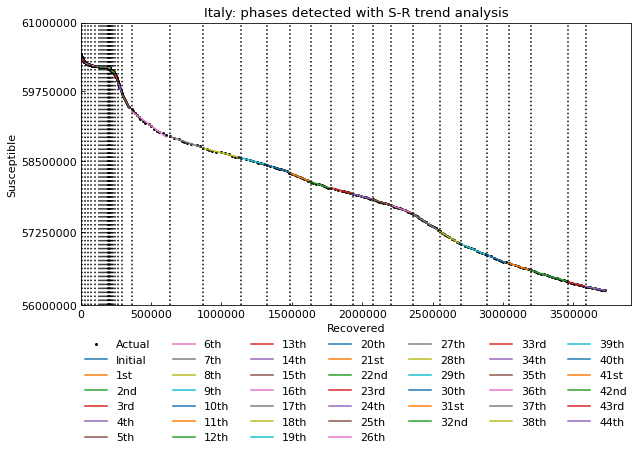 Italy: phases detected with S-R trend analysis
61000000
59750000
58500000
57250000
56000000
Susceptible
0 500000 1000000 1500000 2000000 2500000 3000000 3500000
Recovered
Actual 6th 13th 20th 27th 33rd 39th
Initial 7th 14th 21st 28th 34th 40th
1st 8th 15th 22nd 29th 35th 41st
2nd 9th 16th 23rd 30th 36th 42nd
3rd 10th 17th 24th 31st 37th 43rd
4th 11th 18th 25th 32nd 38th 44th
5th 12th 19th 26th